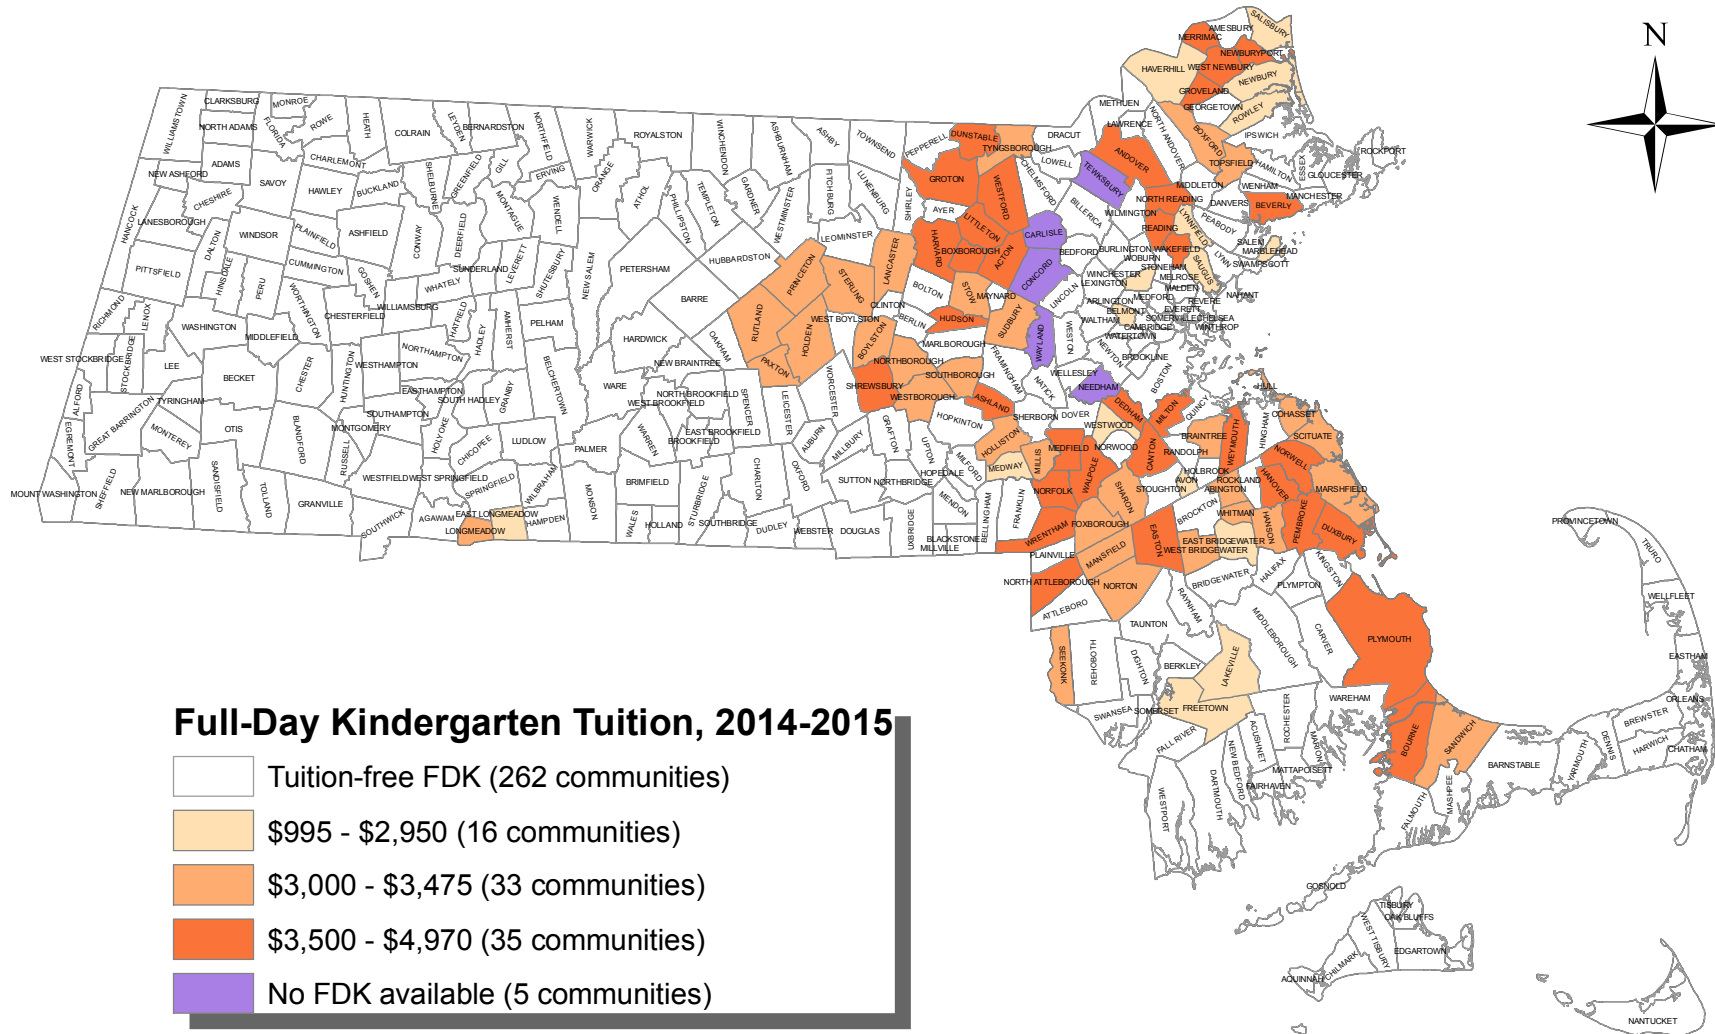 N
SALISBURY
AMESBURY
MERRIMAC
NEWBURYPORT
HAVERHILL
WEST NEWBURY
NEWBURY
GROVELAND
GEORGETOWN
ROWLEY
METHUEN
LAWRENCE
NORTH ANDOVER
BOXFORD
IPSWICH
ROCKPORT
TOPSFIELD
HAMILTON
ESSEX
GLOUCESTER
WENHAM
MANCHESTER
ANDOVER
MIDDLETON
NORTH READING
DANVERS
BEVERLY
WILMINGTON
PEABODY
READING
LYNNFIELD
SALEM
MARBLEHEAD
SWAMPSCOTT
WAKEFIELD
SAUGUS
LYNN
NAHANT
BURLINGTON
WOBURN
STONEHAM
WINCHESTER
MELROSE
LEXINGTON
MALDEN
MEDFORD
REVERE
ARLINGTON
EVERETT
BELMONT
SOMERVILLE
CHELSEA
CAMBRIDGE
WINTHROP
WALTHAM
WATERTOWN
NEWTON
BROOKLINE
BOSTON
DRACUT
LOWELL
TEWKSBURY
CHELMSFORD
BILLERICA
TYNGSBOROUGH
DUNSTABLE
PEPPERELL
GROTON
WESTFORD
CARLISLE
BEDFORD
CONCORD
LINCOLN
AYER
SHIRLEY
LITTLETON
HARVARD
BOXBOROUGH
ACTON
STOW
MAYNARD
SUDBURY
WAYLAND
WESTON
WELLESLEY
NEEDHAM
BOLTON
HUDSON
BERLIN
MARLBOROUGH
FRAMINGHAM
NATICK
SHERBORN
DOVER
DEDHAM
WESTWOOD
NORWOOD
MILTON
QUINCY
CLARKSBURG
MONROE
WILLIAMSTOWN
NORTH ADAMS
FLORIDA
ROWE
HEATH
COLRAIN
LEYDEN
BERNARDSTON
NORTHFIELD
WARWICK
ROYALSTON
WINCHENDON
ASHBURNHAM
ASHBY
TOWNSEND
ADAMS
SAVOY
CHARLEMONT
HAWLEY
BUCKLAND
SHELBURNE
GREENFIELD
GILL
ERVING
ORANGE
ATHOL
PHILLIPSTON
TEMPLETON
GARDNER
WESTMINSTER
FITCHBURG
LUNENBURG
LEOMINSTER
LANCASTER
NEW ASHFORD
CHESHIRE
HANCOCK
LANESBOROUGH
DALTON
WINDSOR
PLAINFIELD
ASHFIELD
CONWAY
DEERFIELD
MONTAGUE
WENDELL
LEVERETT
SHUTESBURY
NEW SALEM
PETERSHAM
HUBBARDSTON
PRINCETON
STERLING
PITTSFIELD
HINSDALE
PERU
CUMMINGTON
WORTHINGTON
GOSHEN
CHESTERFIELD
WILLIAMSBURG
WHATELY
SUNDERLAND
HATFIELD
HADLEY
AMHERST
PELHAM
BARRE
RUTLAND
HOLDEN
WEST BOYLSTON
BOYLSTON
CLINTON
RICHMOND
LENOX
WASHINGTON
MIDDLEFIELD
NORTHAMPTON
WESTHAMPTON
HARDWICK
NEW BRAINTREE
OAKHAM
PAXTON
WORCESTER
SHREWSBURY
NORTHBOROUGH
SOUTHBOROUGH
WESTBOROUGH
ASHLAND
HOPKINTON
HOLLISTON
WEST STOCKBRIDGE
STOCKBRIDGE
LEE
BECKET
CHESTER
HUNTINGTON
EASTHAMPTON
SOUTHAMPTON
SOUTH HADLEY
GRANBY
BELCHERTOWN
WARE
NORTH BROOKFIELD
WEST BROOKFIELD
SPENCER
LEICESTER
ALFORD
GREAT BARRINGTON
TYRINGHAM
MONTEREY
OTIS
BLANDFORD
MONTGOMERY
RUSSELL
HOLYOKE
CHICOPEE
LUDLOW
PALMER
WARREN
BROOKFIELD
EAST BROOKFIELD
AUBURN
MILLBURY
GRAFTON
UPTON
MILFORD
MEDWAY
MILLIS
MEDFIELD
EGREMONT
MOUNT WASHINGTON
SHEFFIELD
NEW MARLBOROUGH
SANDISFIELD
TOLLAND
GRANVILLE
WESTFIELD
WEST SPRINGFIELD
SPRINGFIELD
WILBRAHAM
SOUTHWICK
AGAWAM
EAST LONGMEADOW
LONGMEADOW
HAMPDEN
MONSON
BRIMFIELD
WALES
HOLLAND
STURBRIDGE
SOUTHBRIDGE
CHARLTON
DUDLEY
OXFORD
WEBSTER
SUTTON
NORTHBRIDGE
DOUGLAS
UXBRIDGE
HOPEDALE
MENDON
BLACKSTONE
MILLVILLE
BELLINGHAM
FRANKLIN
NORFOLK
WALPOLE
WRENTHAM
CANTON
SHARON
FOXBOROUGH
MANSFIELD
PLAINVILLE
NORTH ATTLEBOROUGH
NORTON
EASTON
STOUGHTON
RANDOLPH
BRAINTREE
WEYMOUTH
HINGHAM
HULL
COHASSET
SCITUATE
NORWELL
HOLBROOK
AVON
ROCKLAND
ABINGTON
HANOVER
MARSHFIELD
BROCKTON
WHITMAN
HANSON
PEMBROKE
DUXBURY
EAST BRIDGEWATER
WEST BRIDGEWATER
BRIDGEWATER
HALIFAX
KINGSTON
PLYMPTON
ATTLEBORO
TAUNTON
RAYNHAM
MIDDLEBOROUGH
CARVER
PLYMOUTH
SEEKONK
REHOBOTH
DIGHTON
BERKLEY
LAKEVILLE
SWANSEA
SOMERSET
FREETOWN
ROCHESTER
WAREHAM
FALL RIVER
ACUSHNET
NEW BEDFORD
MARION
MATTAPOISETT
FAIRHAVEN
WESTPORT
DARTMOUTH
BOURNE
SANDWICH
BARNSTABLE
FALMOUTH
MASHPEE
YARMOUTH
DENNIS
BREWSTER
HARWICH
CHATHAM
ORLEANS
EASTHAM
WELLFLEET
TRURO
PROVINCETOWN
GOSNOLD
TISBURY
OAK BLUFFS
WEST TISBURY
EDGARTOWN
CHILMARK
AQUINNAH
NANTUCKET
Full-Day Kindergarten Tuition, 2014-2015
Tuition-free FDK (262 communities)
$995 - $2,950 (16 communities)
$3,000 - $3,475 (33 communities)
$3,500 - $4,970 (35 communities)
No FDK available (5 communities)